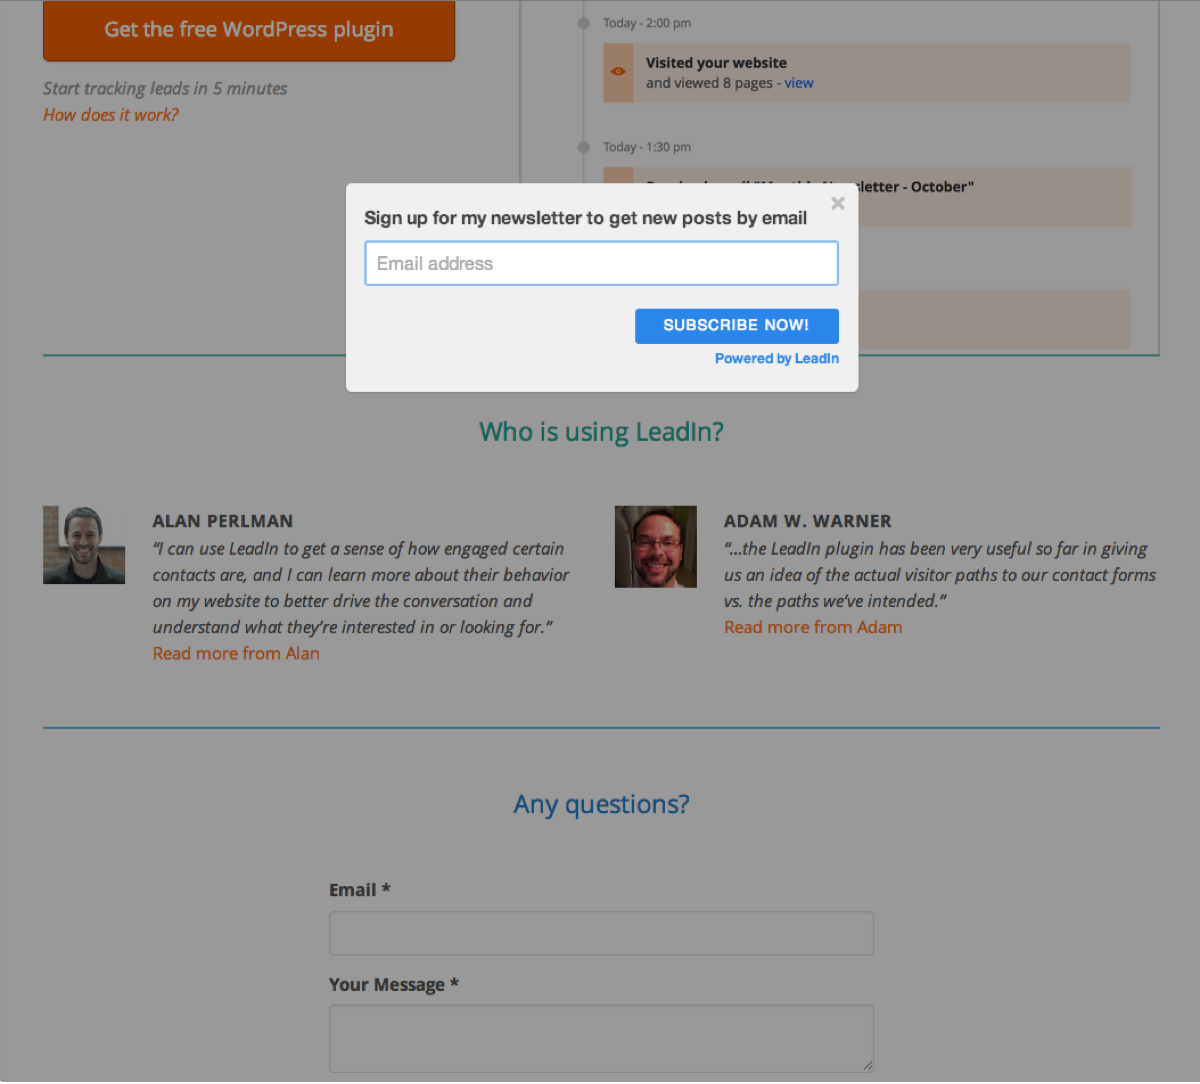 Get the free WordPress plugin
Start tracking leads in 5 minutes
How does it work?
Today - 2:00 pm
Visited your website
and viewed 8 pages - view
Today - 1:30 pm
letter - October"
×
Sign up for my newsletter to get new posts by email
Email address
SUBSCRIBE NOW!
Powered by LeadIn
Who is using LeadIn?
ALAN PERLMAN
“I can use LeadIn to get a sense of how engaged certain
contacts are, and I can learn more about their behavior
on my website to better drive the conversation and
understand what they’re interested in or looking for.”
Read more from Alan
ADAM W. WARNER
“...the LeadIn plugin has been very useful so far in giving
us an idea of the actual visitor paths to our contact forms
vs. the paths we’ve intended.”
Read more from Adam
Any questions?
Email *
Your Message *